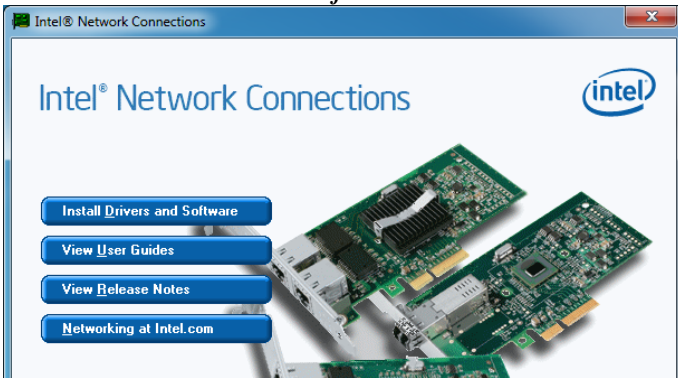 Intel® Network Connections
x
Intel® Network Connections
intel
Install Drivers and Software
View User Guides
View Release Notes
Networking at Intel.com